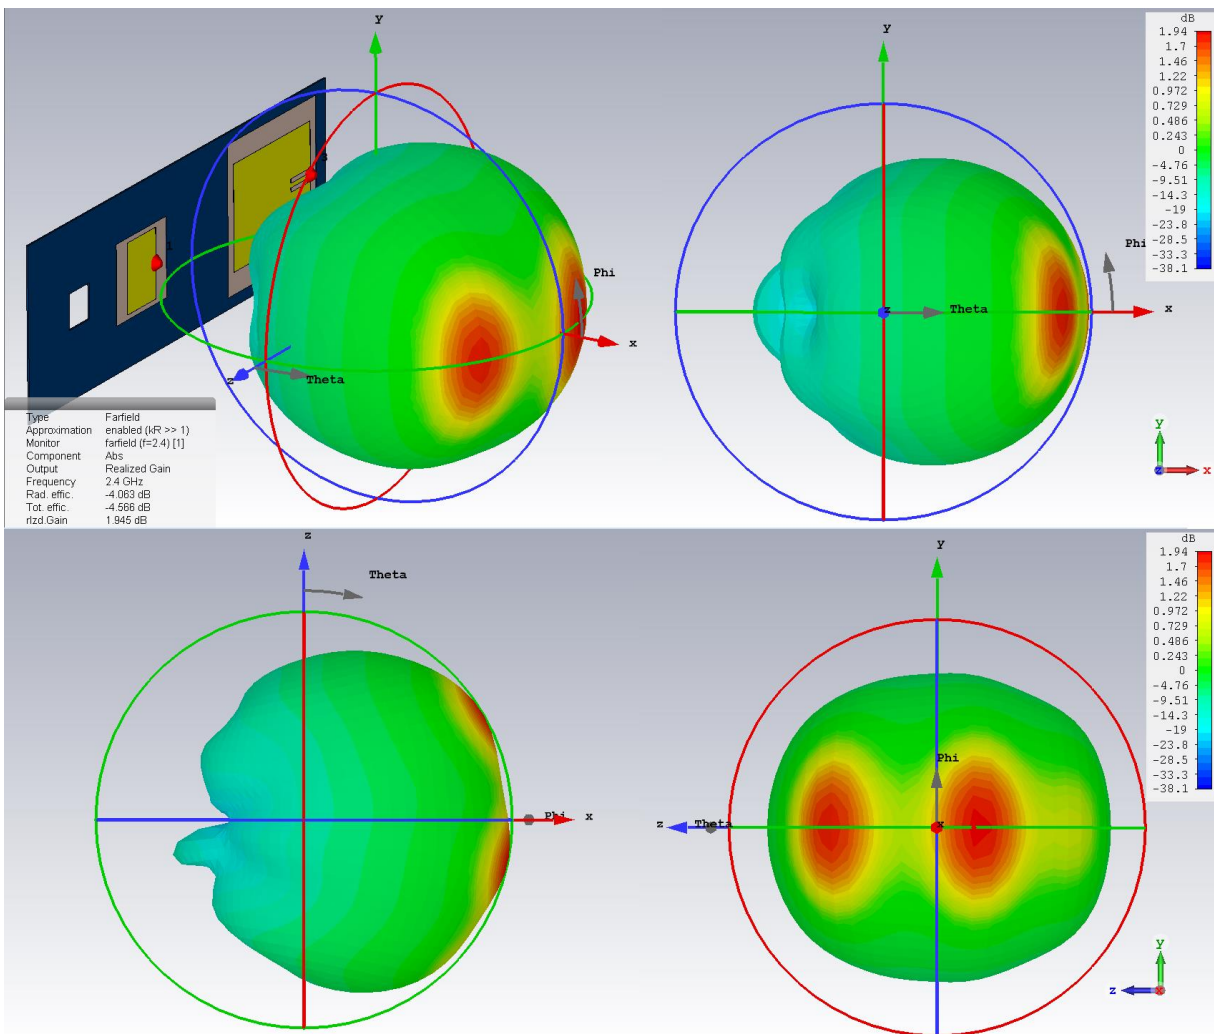 y
z
x
Phi
Theta
1
Type Farfield
Approximation enabled (kR >> 1)
Monitor farfield (f=2.4) [1]
Component Abs
Output Realized Gain
Frequency 2.4 GHz
Rad. effic. -4.063 dB
Tot. effic. -4.566 dB
rlzd.Gain 1.945 dB
y
z
Theta
Phi
x
dB
1.94
1.7
1.46
1.22
0.972
0.729
0.486
0.243
0
-4.76
-9.51
-14.3
-19
-23.8
-28.5
-33.3
-38.1
y
z
x
z
Theta
Phi
x
y
Phi
z
Theta
x
dB
1.94
1.7
1.46
1.22
0.972
0.729
0.486
0.243
0
-4.76
-9.51
-14.3
-19
-23.8
-28.5
-33.3
-38.1
y
z
x